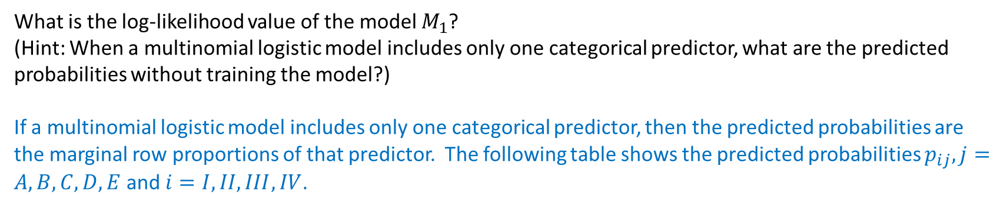 What is the log-likelihood value of the model M₁?
(Hint: When a multinomial logistic model includes only one categorical predictor, what are the predicted
probabilities without training the model?)
If a multinomial logistic model includes only one categorical predictor, then the predicted probabilities are
the marginal row proportions of that predictor.  The following table shows the predicted probabilities pᵢⱼ, j =
A, B, C, D, E and i = I, II, III, IV.